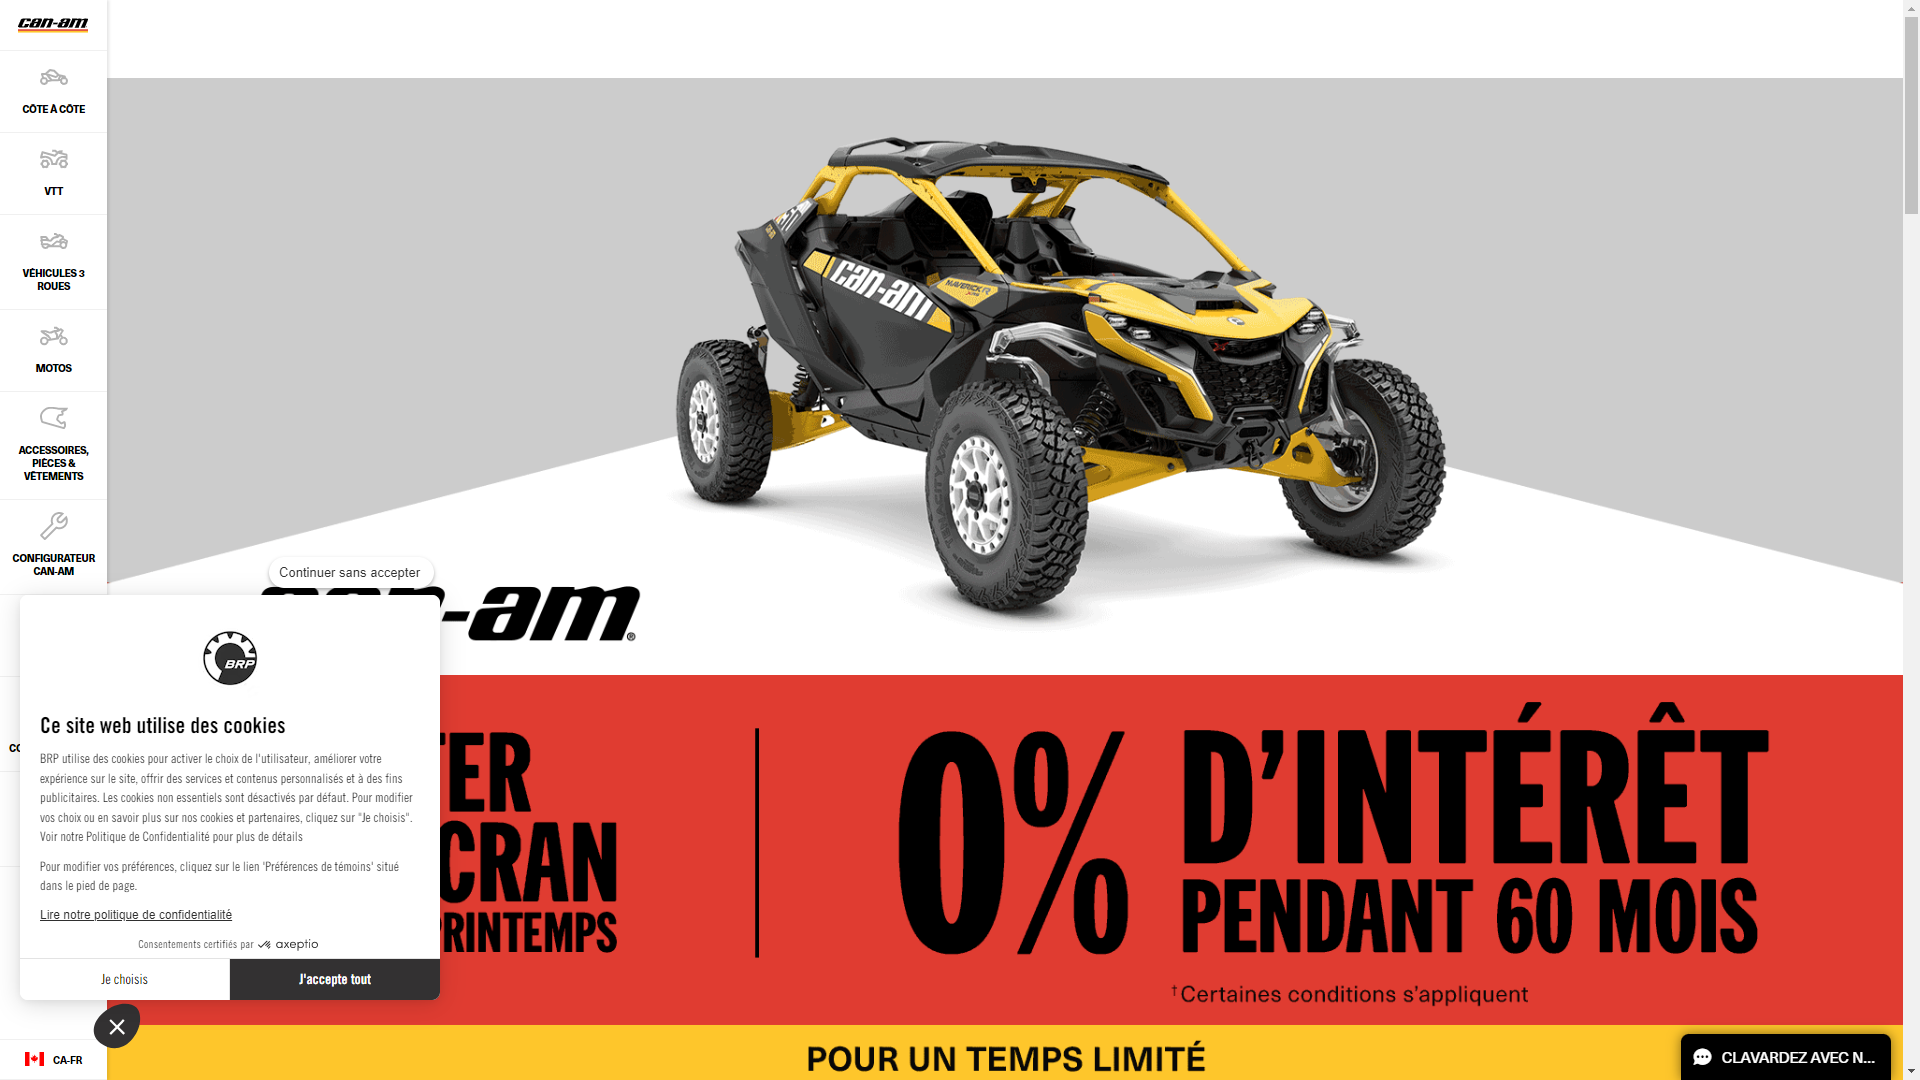 can-am
CÔTE À CÔTE
VTT
VÉHICULES 3
ROUES
MOTOS
ACCESSOIRES,
PIÈCES &
VÊTEMENTS
CONFIGURATEUR
CAN-AM
CO
CA-FR
can-am
MAVERICK R
-am®
TER
CRAN
PRINTEMPS
0% D'INTÉRÊT
PENDANT 60 MOIS
†Certaines conditions s'appliquent
POUR UN TEMPS LIMITÉ
Continuer sans accepter
BRP
Ce site web utilise des cookies
BRP utilise des cookies pour activer le choix de l'utilisateur, améliorer votre
expérience sur le site, offrir des services et contenus personnalisés et à des fins
publicitaires. Les cookies non essentiels sont désactivés par défaut. Pour modifier
vos choix ou en savoir plus sur nos cookies et partenaires, cliquez sur "Je choisis".
Voir notre Politique de Confidentialité pour plus de détails
Pour modifier vos préférences, cliquez sur le lien 'Préférences de témoins' situé
dans le pied de page.
Lire notre politique de confidentialité
Consentements certifiés par axeptio
Je choisis
J'accepte tout
CLAVARDEZ AVEC N...